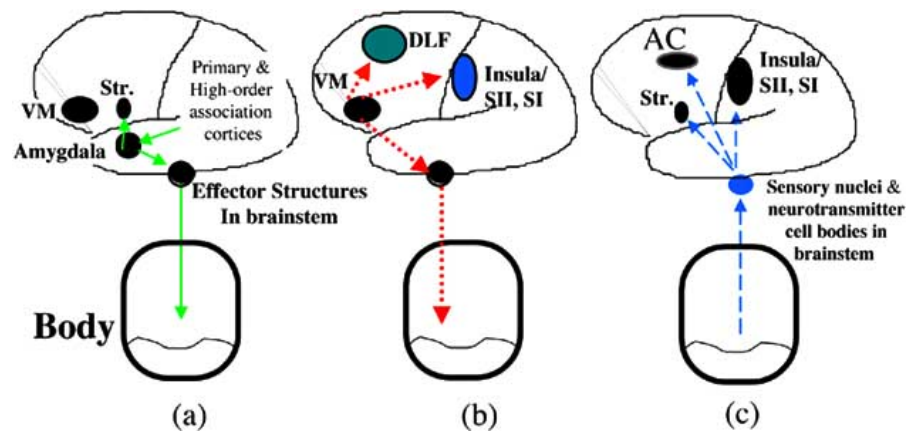 Primary &
High-order
association
cortices
Str.
VM
Amygdala
Effector Structures
In brainstem
Body
(a)
DLF
VM
Insula/
SII, SI
(b)
AC
Insula/
SII, SI
Str.
Sensory nuclei &
neurotransmitter
cell bodies in
brainstem
(c)